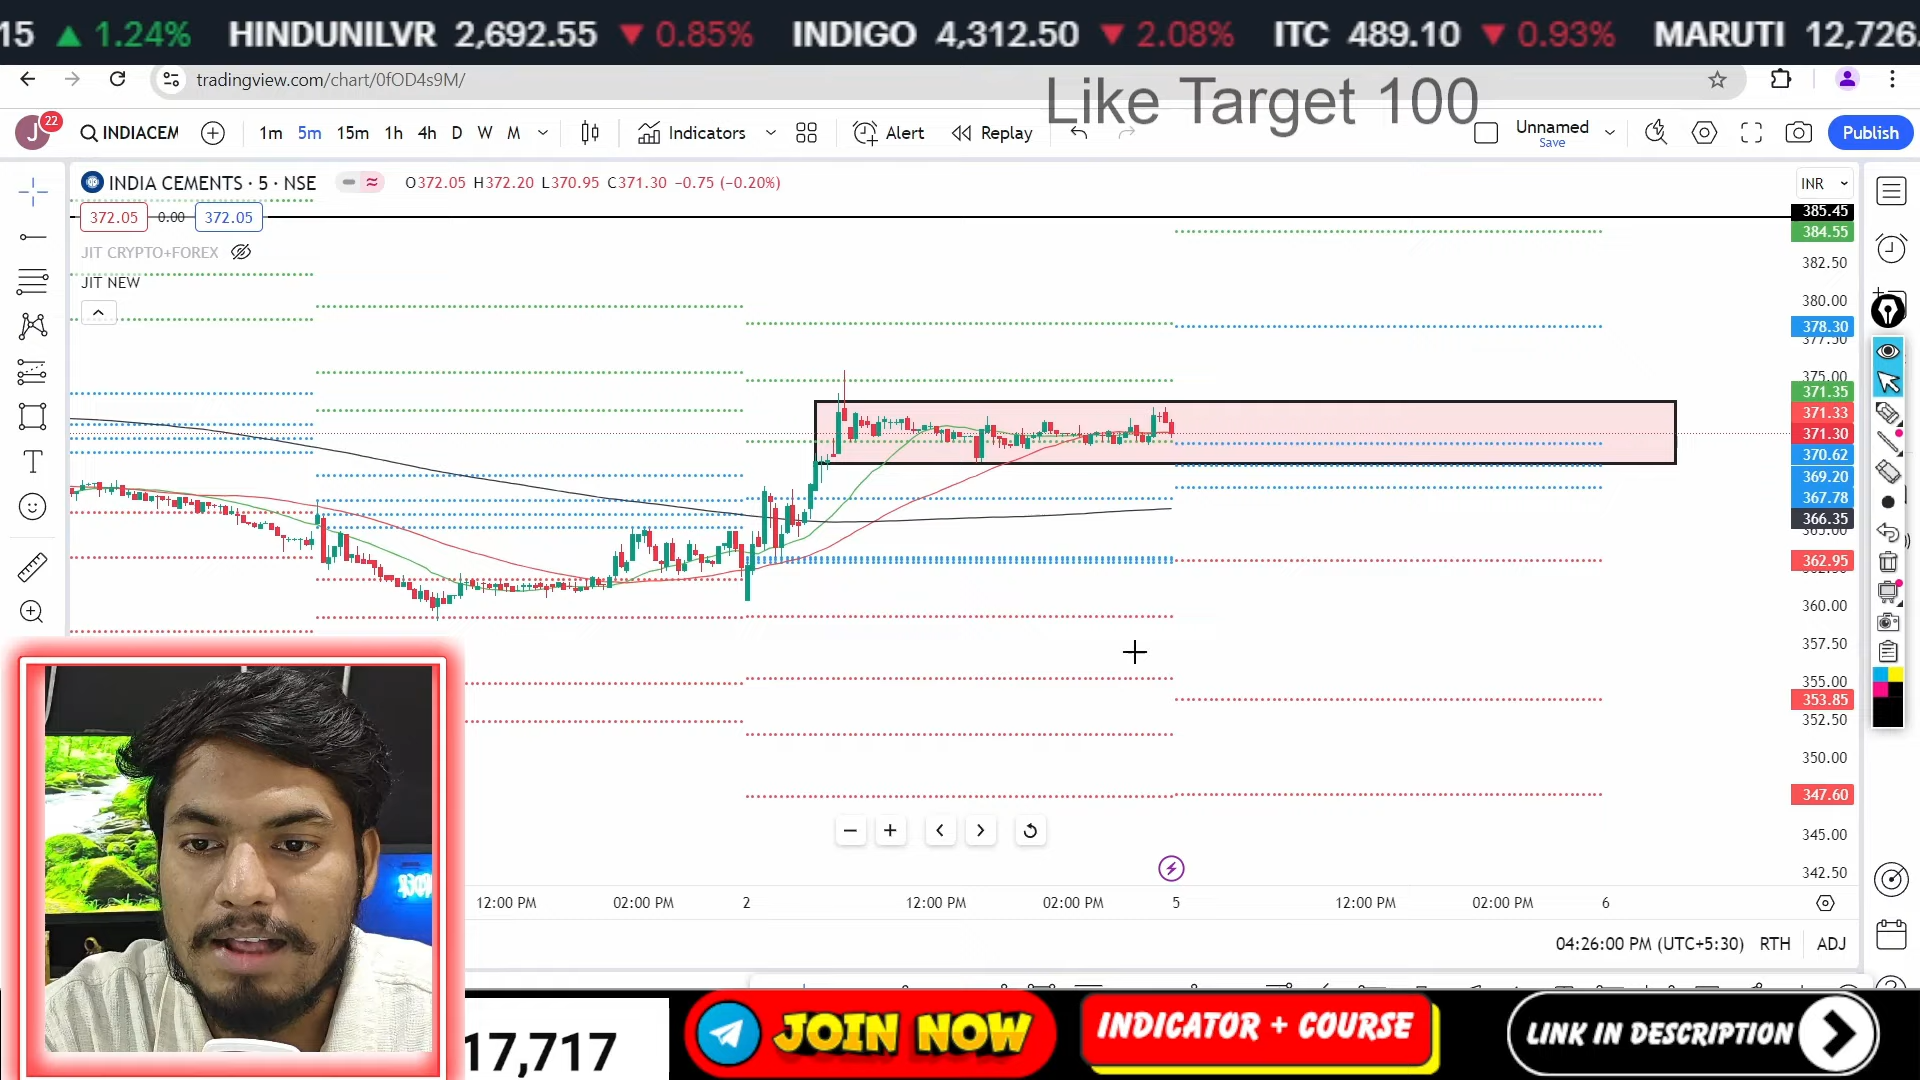 15 ▲ 1.24% HINDUNILVR 2,692.55 ▼ 0.85% INDIGO 4,312.50 ▼ 2.08% ITC 489.10 ▼ 0.93% MARUTI 12,726.
tradingview.com/chart/0fOD4s9M/
Like Target 100
J 22 INDIACEM 1m 5m 15m 1h 4h D W M Indicators Alert Replay Unnamed Save Publish
INDIA CEMENTS · 5 · NSE O372.05 H372.20 L370.95 C371.30 −0.75 (−0.20%) INR
372.05 0.00 372.05
JIT CRYPTO+FOREX
JIT NEW
385.45
384.55
382.50
380.00
378.30
377.50
375.00
371.35
371.33
371.30
370.62
369.20
367.78
366.35
365.00
362.95
360.00
357.50
355.00
353.85
352.50
350.00
347.60
345.00
342.50
12:00 PM 02:00 PM 2 12:00 PM 02:00 PM 5 12:00 PM 02:00 PM 6
04:26:00 PM (UTC+5:30) RTH ADJ
17,717
JOIN NOW
INDICATOR + COURSE
LINK IN DESCRIPTION